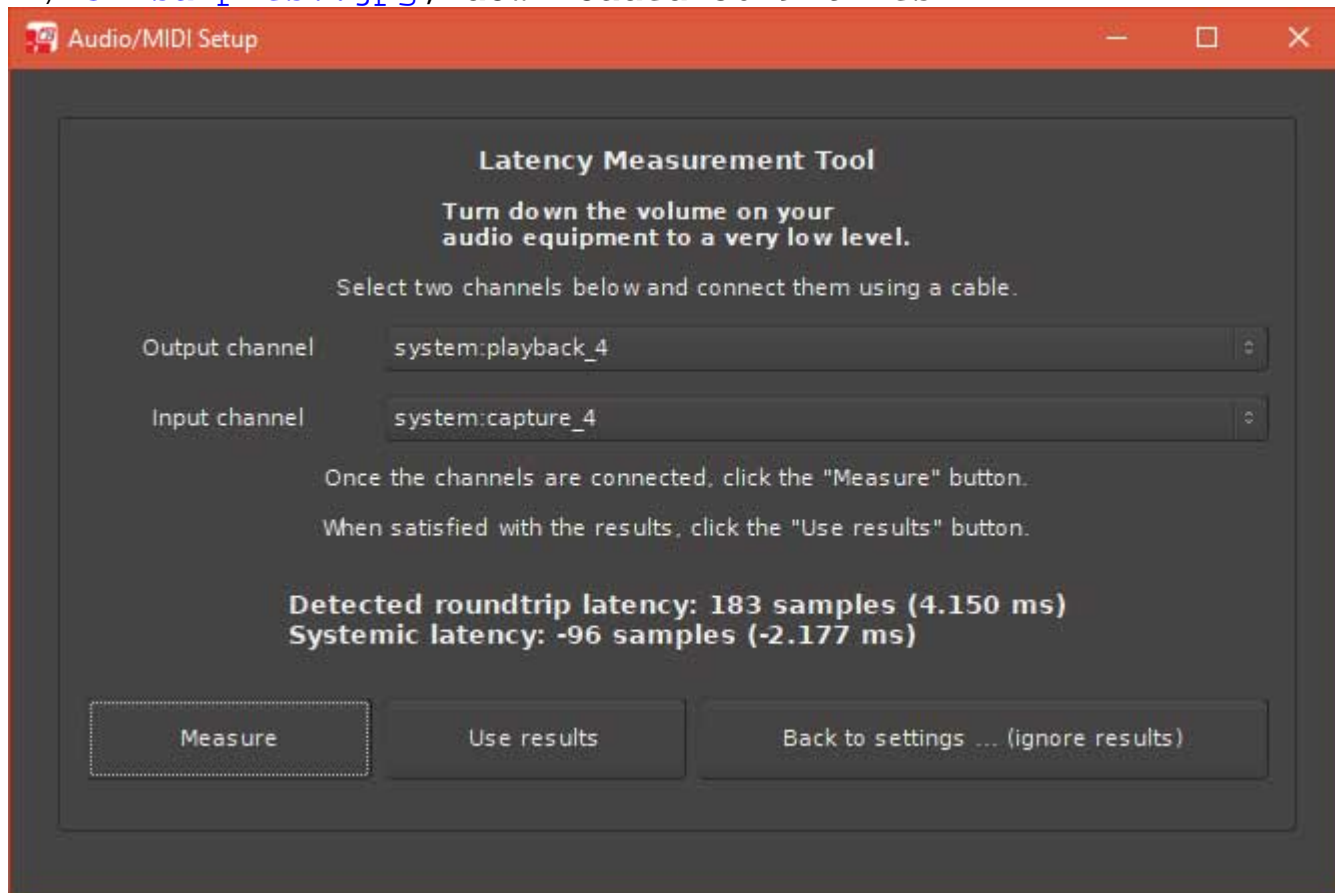 Audio/MIDI Setup
Latency Measurement Tool
Turn down the volume on your
audio equipment to a very low level.
Select two channels below and connect them using a cable.
Output channel system:playback_4
Input channel system:capture_4
Once the channels are connected, click the "Measure" button.
When satisfied with the results, click the "Use results" button.
Detected roundtrip latency: 183 samples (4.150 ms)
Systemic latency: -96 samples (-2.177 ms)
Measure Use results Back to settings ... (ignore results)